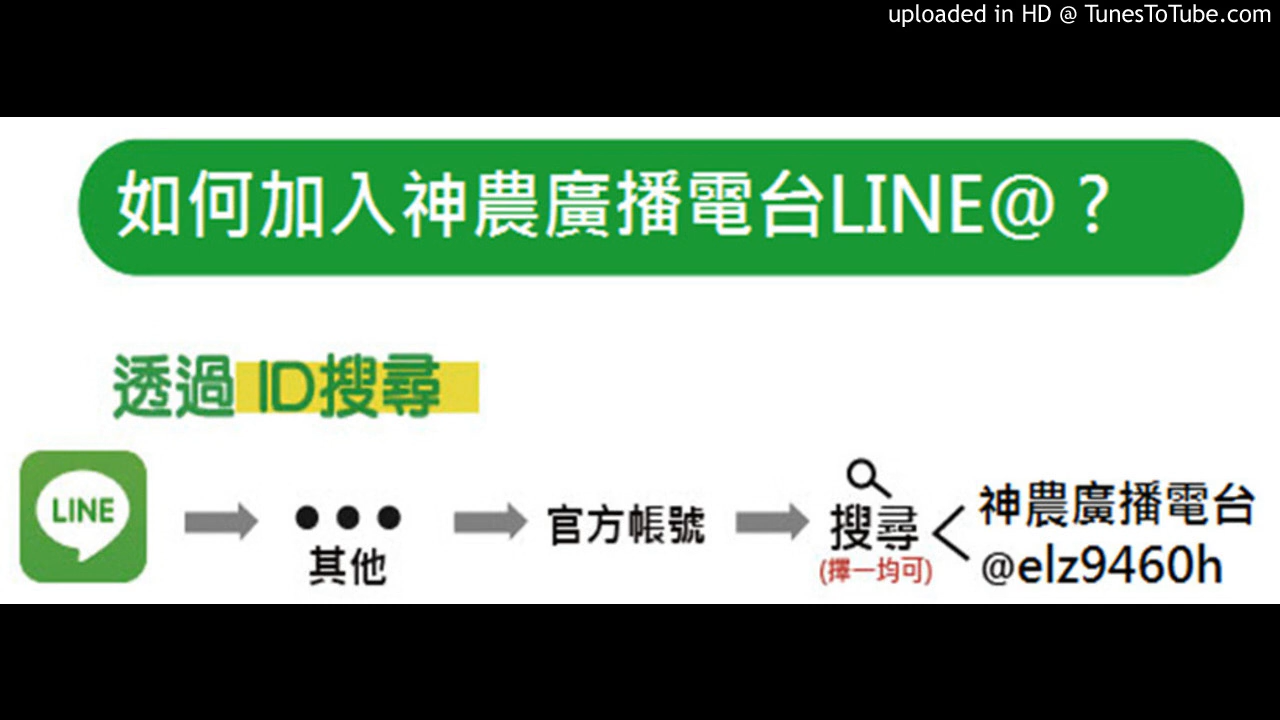 uploaded in HD @ TunesToTube.com
如何加入神農廣播電台LINE@？
透過 ID搜尋
LINE
其他
官方帳號
搜尋
(擇一均可)
神農廣播電台
@elz9460h